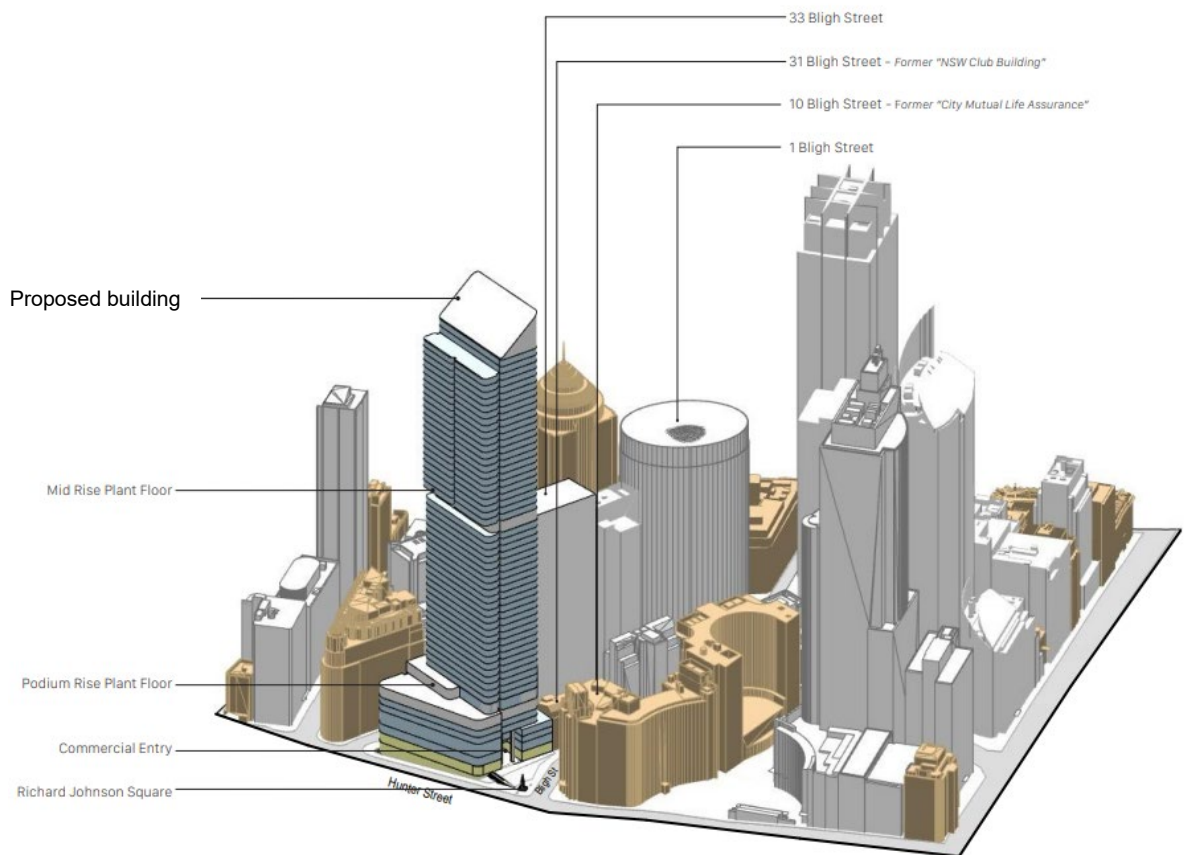 33 Bligh Street
31 Bligh Street - Former "NSW Club Building"
10 Bligh Street - Former "City Mutual Life Assurance"
1 Bligh Street
Proposed building
Mid Rise Plant Floor
Podium Rise Plant Floor
Commercial Entry
Richard Johnson Square
Hunter Street
Bligh St